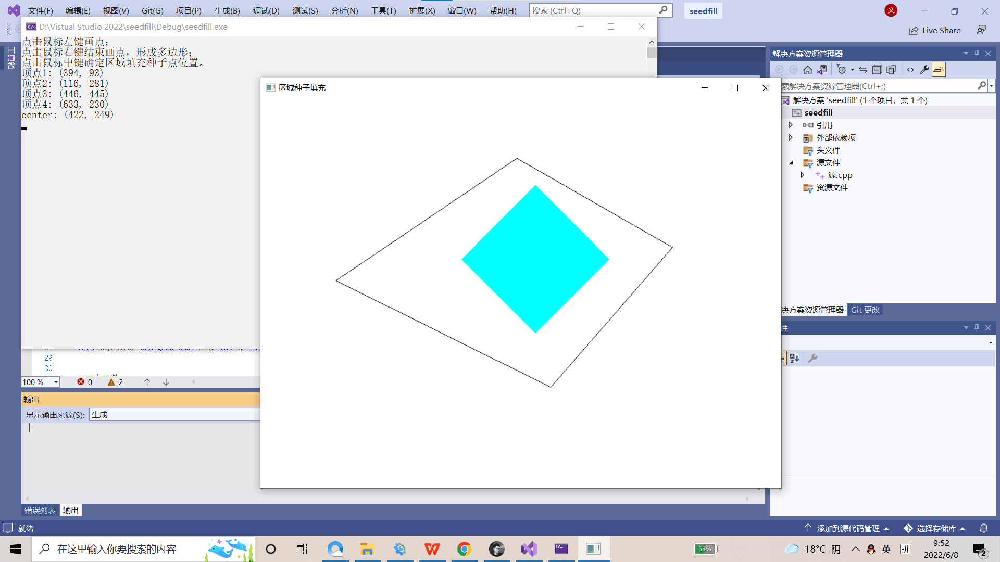 文件(F) 编辑(E) 视图(V) Git(G) 项目(P) 生成(B) 调试(D) 测试(S) 分析(N) 工具(T) 扩展(X) 窗口(W) 帮助(H) 搜索 (Ctrl+Q) seedfill 文
Live Share
D:\Vistual Studio 2022\seedfill\Debug\seedfill.exe
工具箱
点击鼠标左键画点；
点击鼠标右键结束画点，形成多边形；
点击鼠标中键确定区域填充种子点位置。
顶点1: (394, 93)
顶点2: (116, 281)
顶点3: (446, 445)
顶点4: (633, 230)
center: (422, 249)
区域种子填充
解决方案资源管理器
索解决方案资源管理器(Ctrl+;)
解决方案 'seedfill' (1 个项目，共 1 个)
seedfill
引用
外部依赖项
头文件
源文件
源.cpp
资源文件
决方案资源管理器 Git 更改
性
29
30
100 % 0 2
输出
显示输出来源(S): 生成
错误列表 输出
就绪 添加到源代码管理 选择存储库
在这里输入你要搜索的内容 53% 18°C 阴 英 拼 9:52
2022/6/8 2